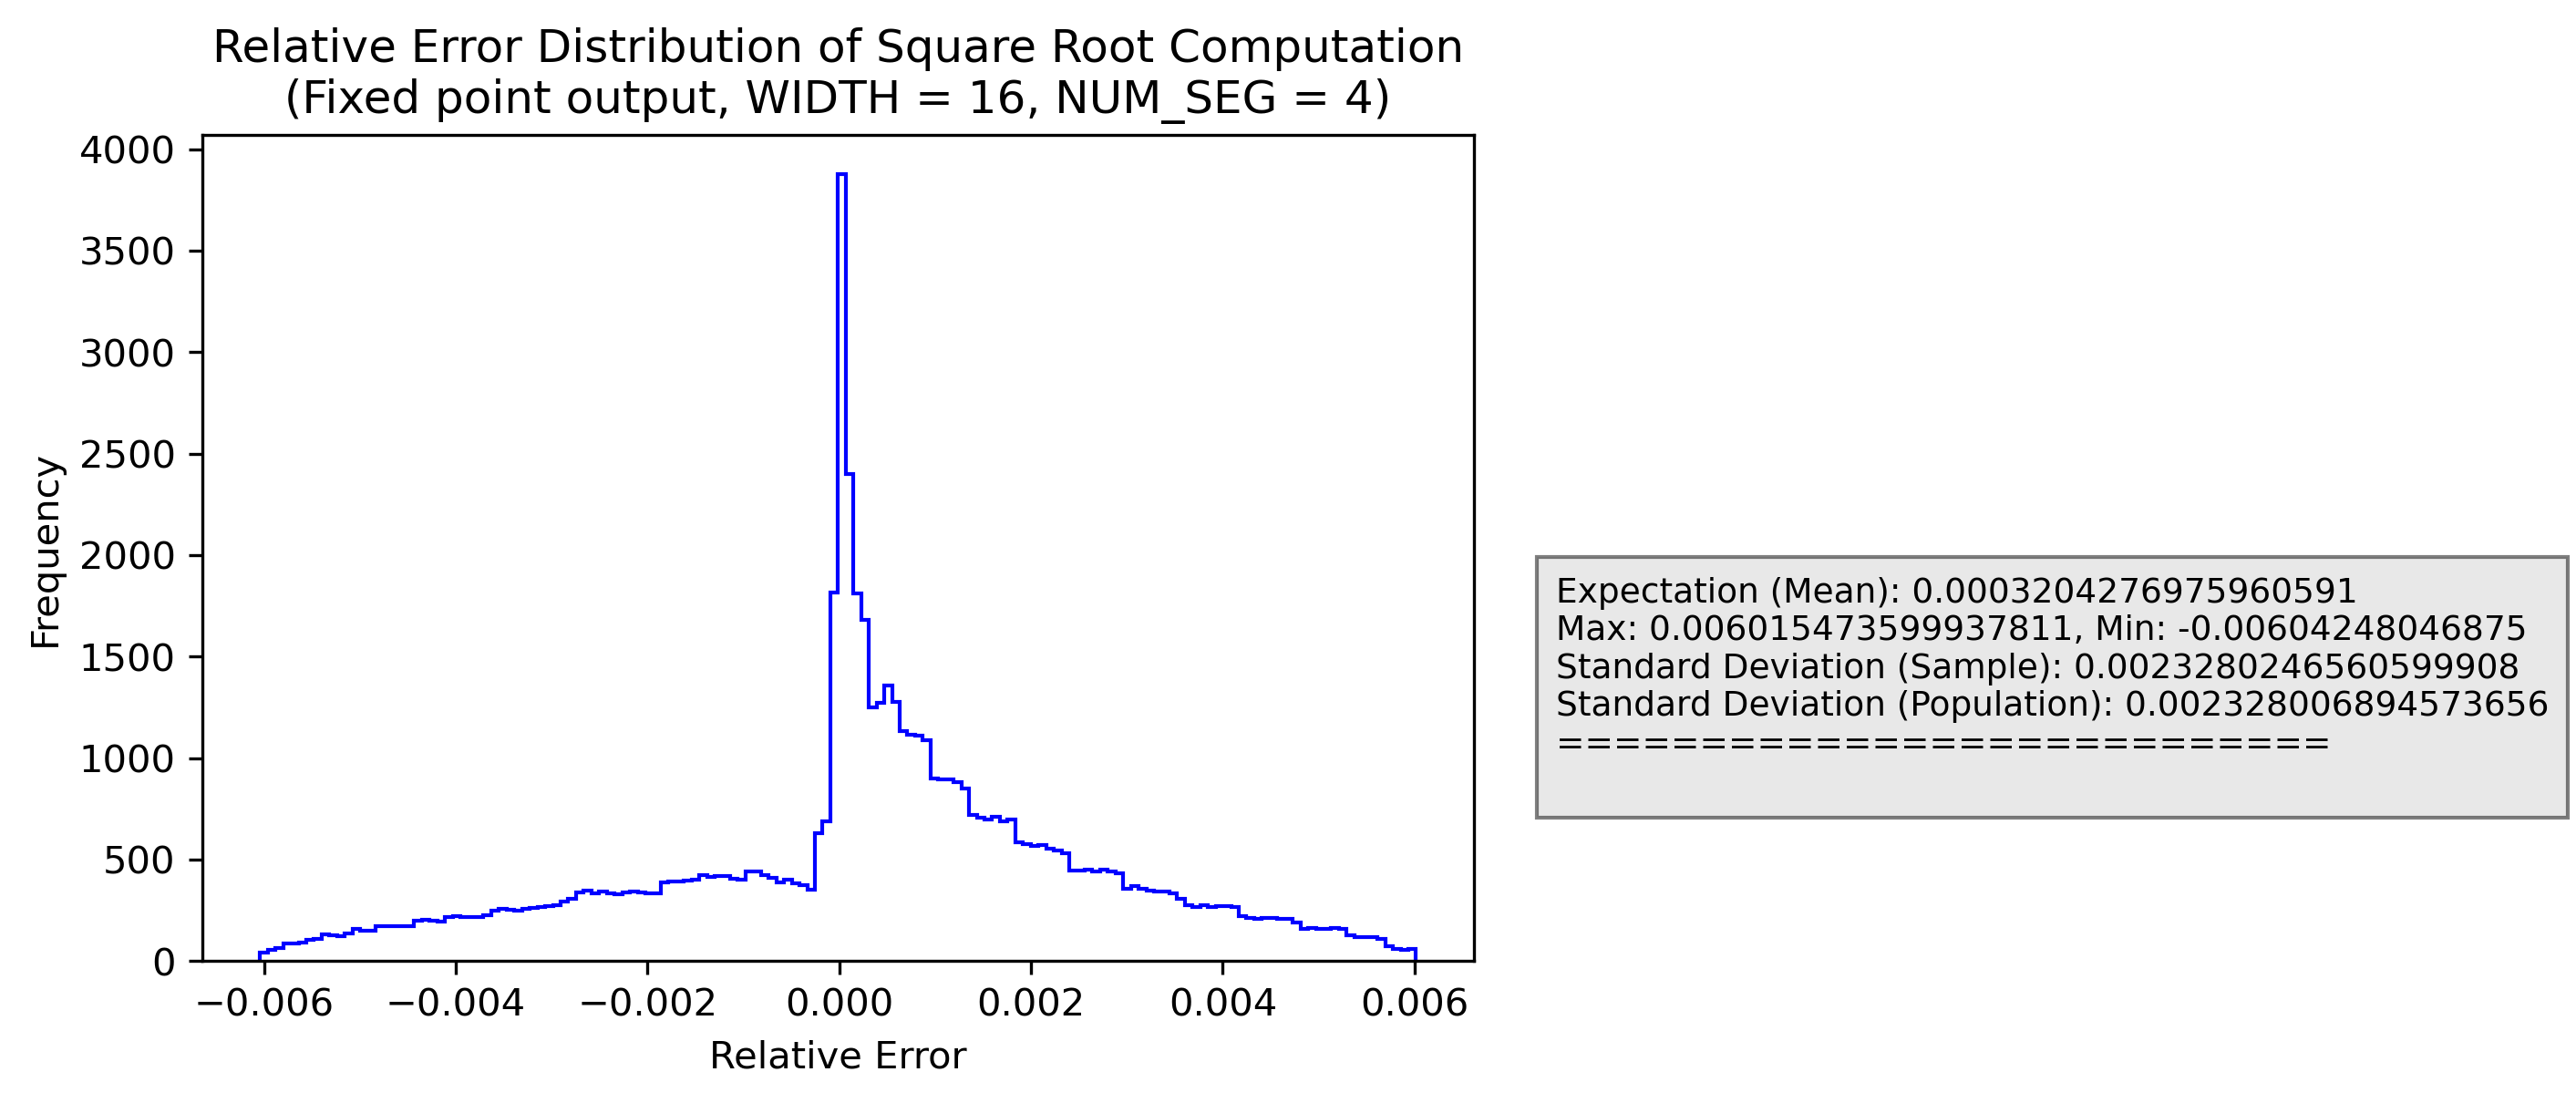 Relative Error Distribution of Square Root Computation
(Fixed point output, WIDTH = 16, NUM_SEG = 4)
4000
3500
3000
2500
2000
1500
1000
500
0
Frequency
−0.006 −0.004 −0.002 0.000 0.002 0.004 0.006
Relative Error
Expectation (Mean): 0.0003204276975960591
Max: 0.006015473599937811, Min: -0.00604248046875
Standard Deviation (Sample): 0.0023280246560599908
Standard Deviation (Population): 0.002328006894573656
===========================